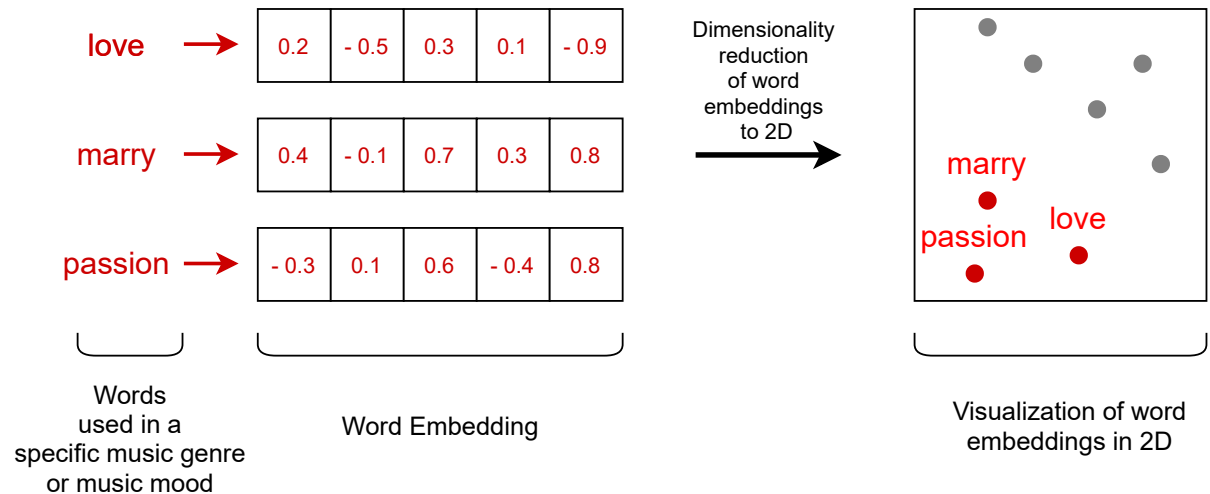 love
0.2 - 0.5 0.3 0.1 - 0.9
marry
0.4 - 0.1 0.7 0.3 0.8
passion
- 0.3 0.1 0.6 - 0.4 0.8
Words
used in a
specific music genre
or music mood
Word Embedding
Dimensionality
reduction
of word
embeddings
to 2D
marry
love
passion
Visualization of word
embeddings in 2D